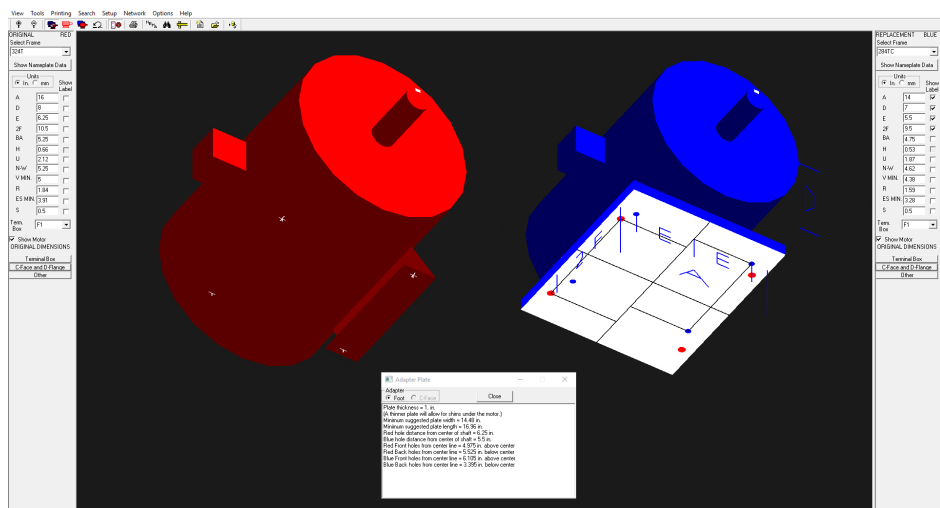 View Tools Printing Search Setup Network Options Help
ORIGINAL RED
Select Frame
324T
Show Nameplate Data
Units
In. mm
Show
Label
A 16
D 8
E 6.25
2F 10.5
BA 5.25
H 0.66
U 2.12
N-W 5.25
V MIN. 5
R 1.84
ES MIN. 3.91
S 0.5
Term.
Box F1
Show Motor
ORIGINAL DIMENSIONS
Terminal Box
C-Face and D-Flange
Other
E
E
A
Adapter Plate
Adapter
Foot D-Face
Close
Plate thickness = 1. in.
(A thinner plate will allow for shims under the motor.)
Minimum suggested plate width = 14.48 in.
Minimum suggested plate length = 16.96 in.
Red hole distance from center of shaft = 6.25 in.
Blue hole distance from center of shaft = 5.5 in.
Red Front holes from center line = 4.975 in. above center
Red Back holes from center line = 5.525 in. below center
Blue Front holes from center line = 6.105 in. above center
Blue Back holes from center line = 3.395 in. below center
REPLACEMENT BLUE
Select Frame
284TC
Show Nameplate Data
Units
In. mm
Show
Label
A 14
D 7
E 5.5
2F 9.5
BA 4.75
H 0.53
U 1.87
N-W 4.62
V MIN. 4.38
R 1.59
ES MIN. 3.28
S 0.5
Term.
Box F1
Show Motor
ORIGINAL DIMENSIONS
Terminal Box
C-Face and D-Flange
Other